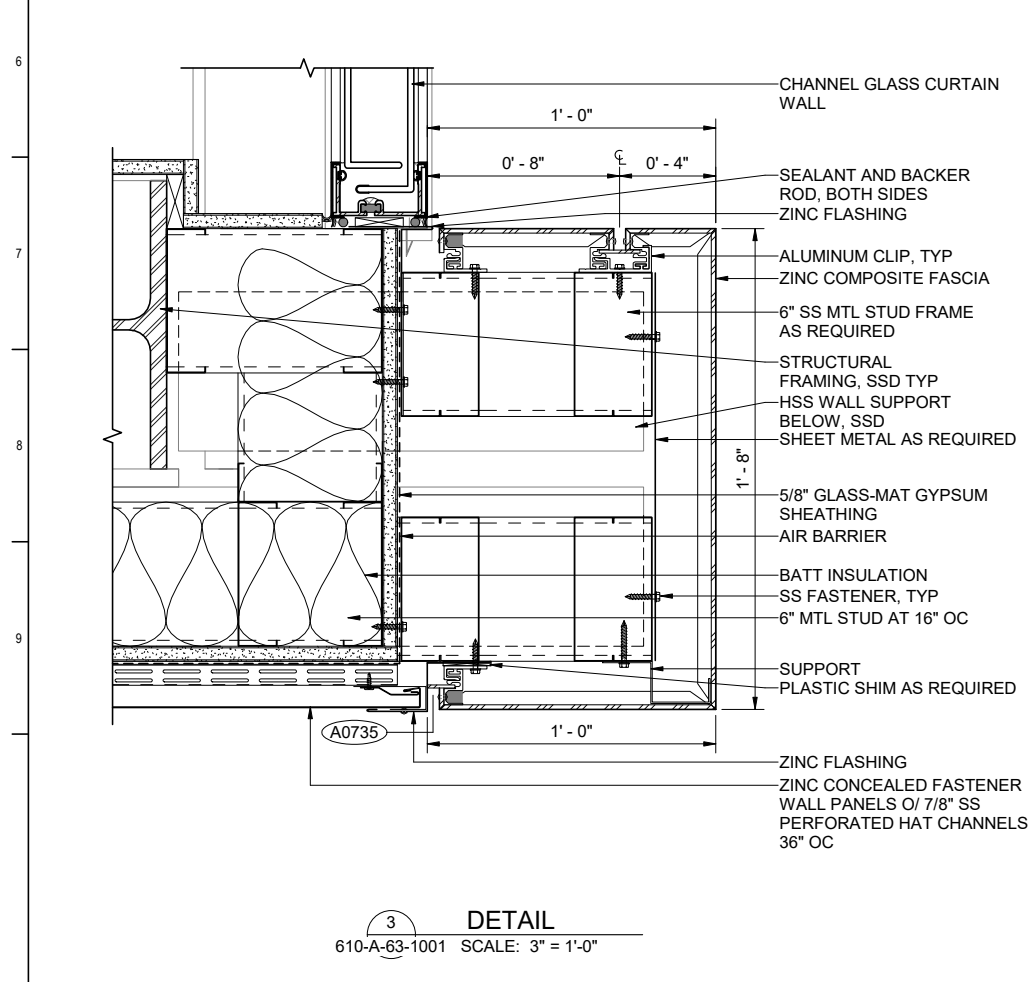 6
7
8
9
CHANNEL GLASS CURTAIN
WALL
1' - 0"
0' - 8"
℄
0' - 4"
SEALANT AND BACKER
ROD, BOTH SIDES
ZINC FLASHING
ALUMINUM CLIP, TYP
ZINC COMPOSITE FASCIA
6" SS MTL STUD FRAME
AS REQUIRED
STRUCTURAL
FRAMING, SSD TYP
HSS WALL SUPPORT
BELOW, SSD
SHEET METAL AS REQUIRED
1' - 8"
5/8" GLASS-MAT GYPSUM
SHEATHING
AIR BARRIER
BATT INSULATION
SS FASTENER, TYP
6" MTL STUD AT 16" OC
SUPPORT
PLASTIC SHIM AS REQUIRED
A0735
1' - 0"
ZINC FLASHING
ZINC CONCEALED FASTENER
WALL PANELS O/ 7/8" SS
PERFORATED HAT CHANNELS
36" OC
3
DETAIL
610-A-63-1001
SCALE: 3" = 1'-0"